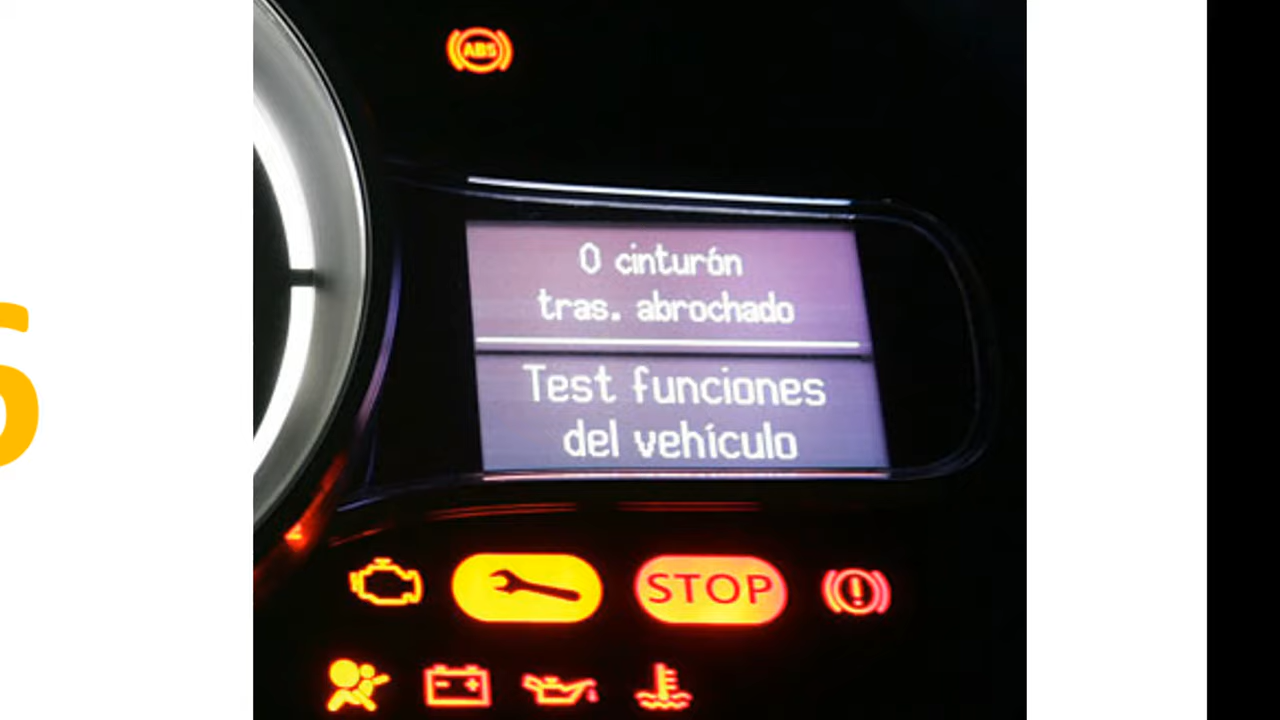 ABS
0 cinturón
tras. abrochado
Test funciones
del vehículo
STOP